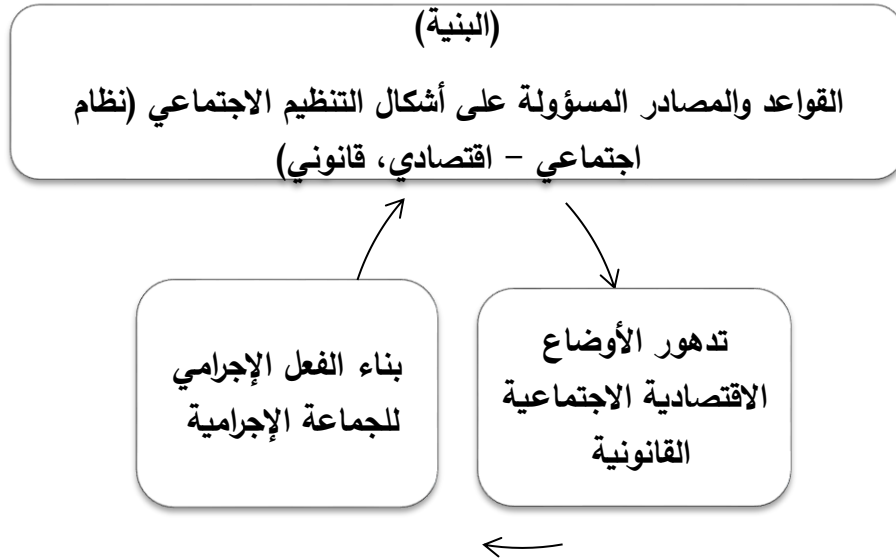 (البنية)
القواعد والمصادر المسؤولة على أشكال التنظيم الاجتماعي (نظام
اجتماعي – اقتصادي، قانوني)
تدهور الأوضاع
الاقتصادية الاجتماعية
القانونية
بناء الفعل الإجرامي
للجماعة الإجرامية